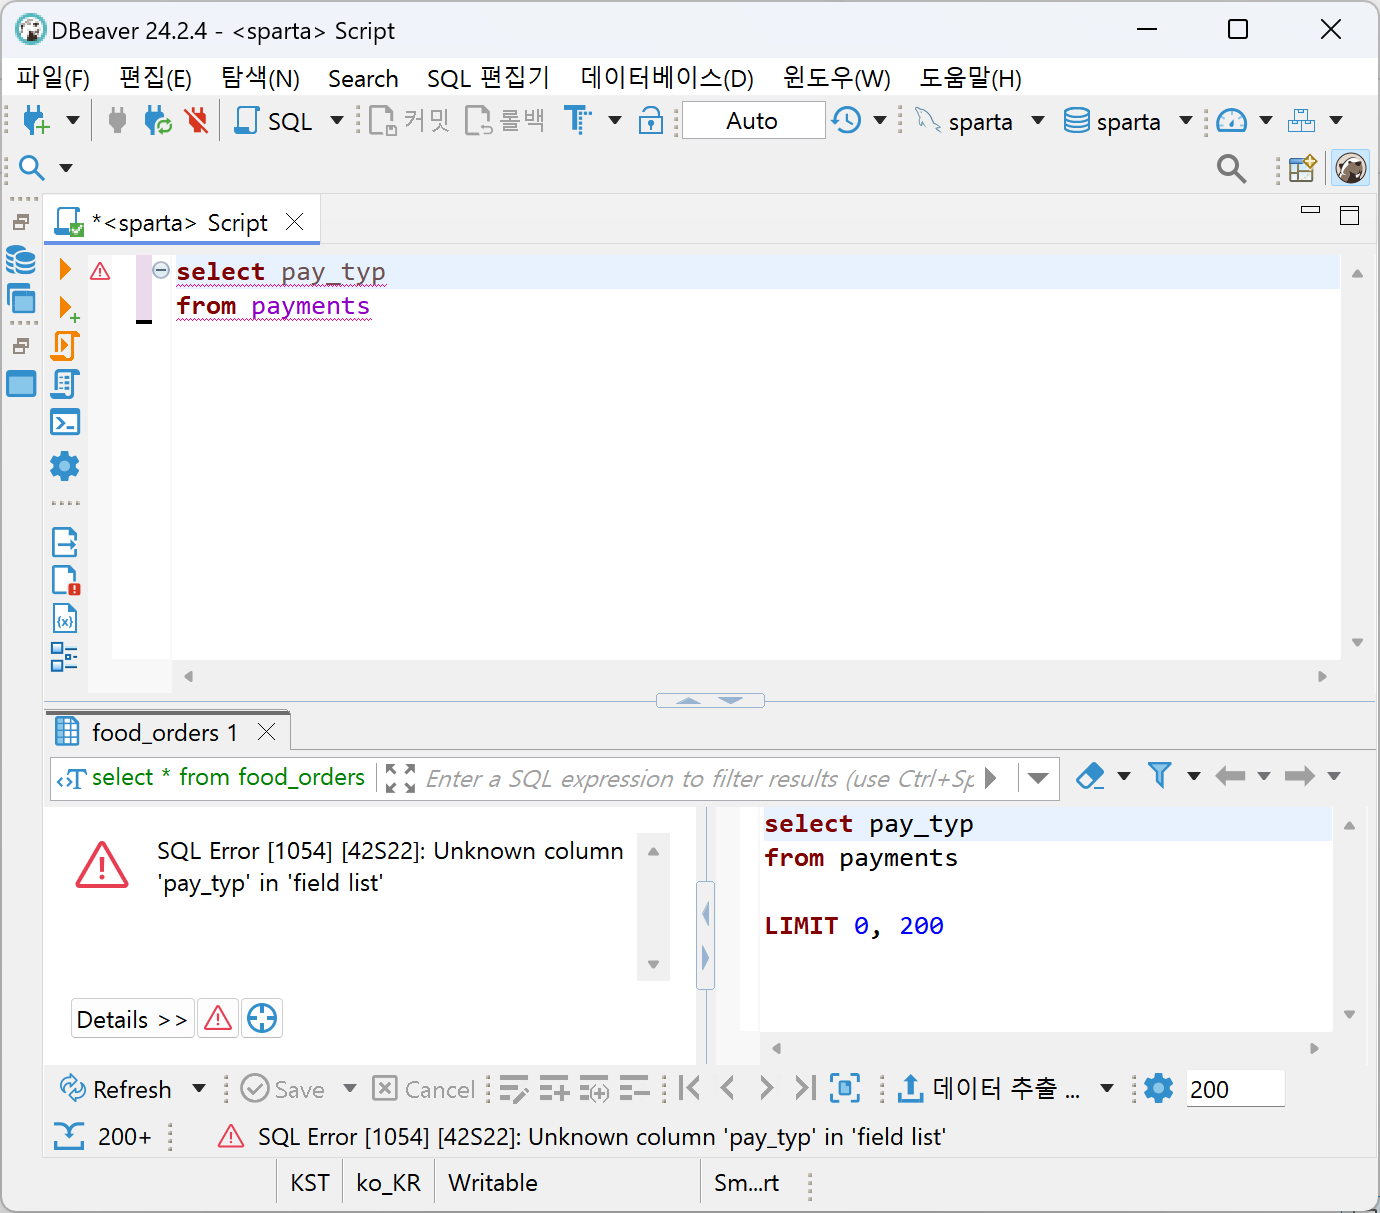 DBeaver 24.2.4 - <sparta> Script
파일(F) 편집(E) 탐색(N) Search SQL 편집기 데이터베이스(D) 윈도우(W) 도움말(H)
SQL 커밋 롤백 Auto sparta sparta
*<sparta> Script
select pay_typ
from payments
food_orders 1
select * from food_orders Enter a SQL expression to filter results (use Ctrl+Sp
SQL Error [1054] [42S22]: Unknown column
'pay_typ' in 'field list'
Details >>
select pay_typ
from payments
LIMIT 0, 200
Refresh Save Cancel 데이터 추출 ... 200
200+ SQL Error [1054] [42S22]: Unknown column 'pay_typ' in 'field list'
KST ko_KR Writable Sm...rt